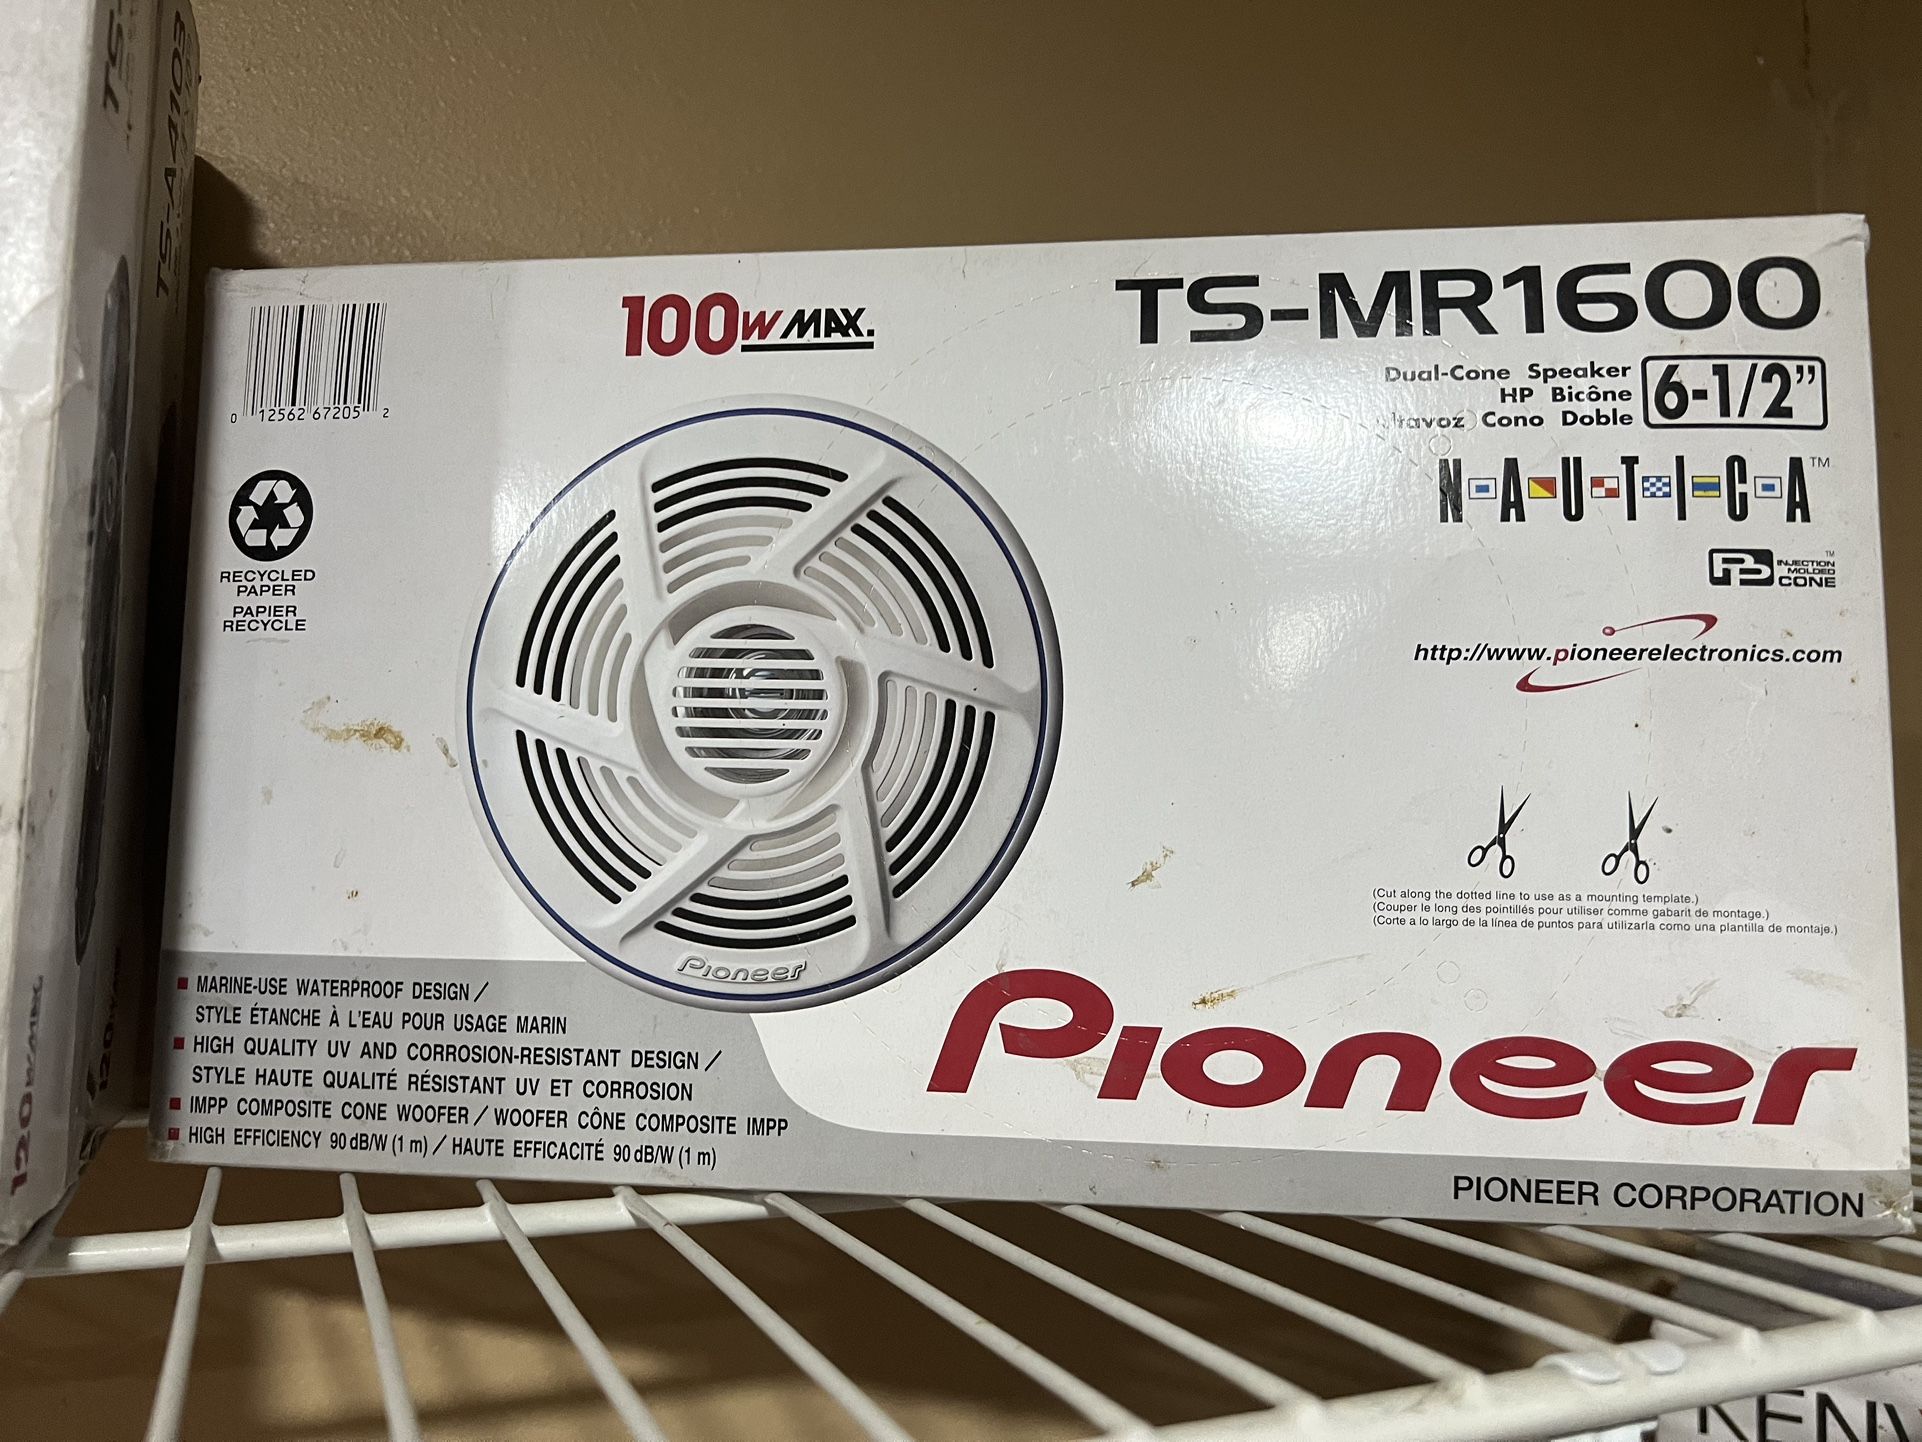 TS-A4103
120WMAX.
120WMAX.
0 12562 67205 2
RECYCLED
PAPER
PAPIER
RECYCLE
100W MAX.
TS-MR1600
Dual-Cone Speaker
HP Bicône
Cono Doble
6-1/2”
NAUTICA™
INJECTION
MOLDED
CONE™
http://www.pioneerelectronics.com
Pioneer
(Cut along the dotted line to use as a mounting template.)
(Couper le long des pointillés pour utiliser comme gabarit de montage.)
(Corte a lo largo de la línea de puntos para utilizarla como una plantilla de montaje.)
MARINE-USE WATERPROOF DESIGN /
STYLE ÉTANCHE À L'EAU POUR USAGE MARIN
HIGH QUALITY UV AND CORROSION-RESISTANT DESIGN /
STYLE HAUTE QUALITÉ RÉSISTANT UV ET CORROSION
IMPP COMPOSITE CONE WOOFER / WOOFER CÔNE COMPOSITE IMPP
HIGH EFFICIENCY 90 dB/W (1 m) / HAUTE EFFICACITÉ 90 dB/W (1 m)
Pioneer
PIONEER CORPORATION